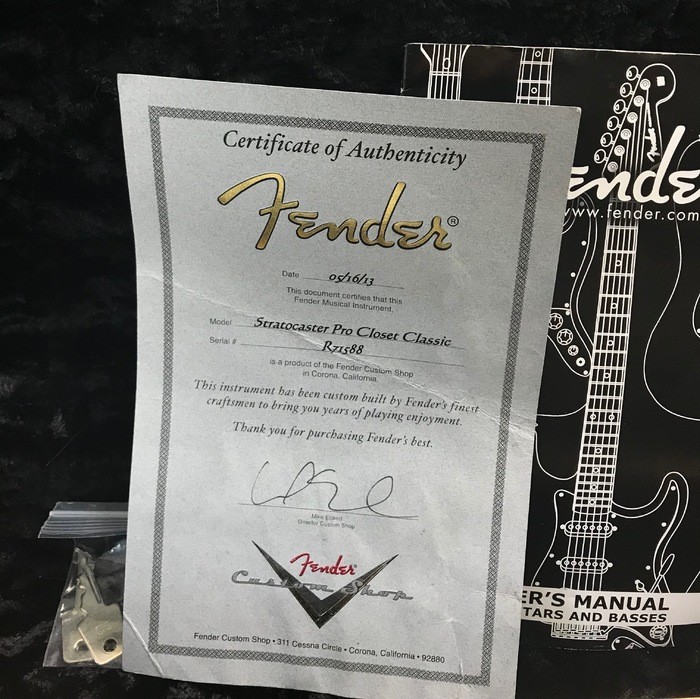 Certificate of Authenticity
Fender®
Date 05/16/13
This document certifies that this
Fender Musical Instrument,
Model Stratocaster Pro Closet Classic
Serial # R71588
is a product of the Fender Custom Shop
in Corona, California.
This instrument has been custom built by Fender's finest
craftsmen to bring you years of playing enjoyment.
Thank you for purchasing Fender's best.
Mike Eldred
Director Custom Shop
Fender
Custom Shop
Fender Custom Shop • 311 Cessna Circle • Corona, California • 92880
Fender
ende
www.fender.com
ER'S MANUAL
TARS AND BASSES